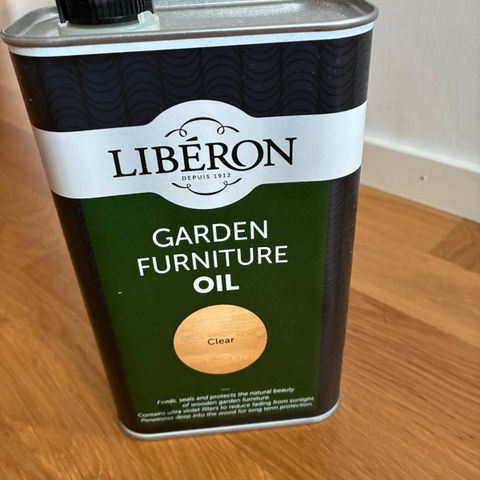 LIBÉRON
DEPUIS 1912
GARDEN
FURNITURE
OIL
Clear
Feeds, seals and protects the natural beauty
of wooden garden furniture.
Contains ultra violet filters to reduce fading from sunlight.
Penetrates deep into the wood for long term protection.